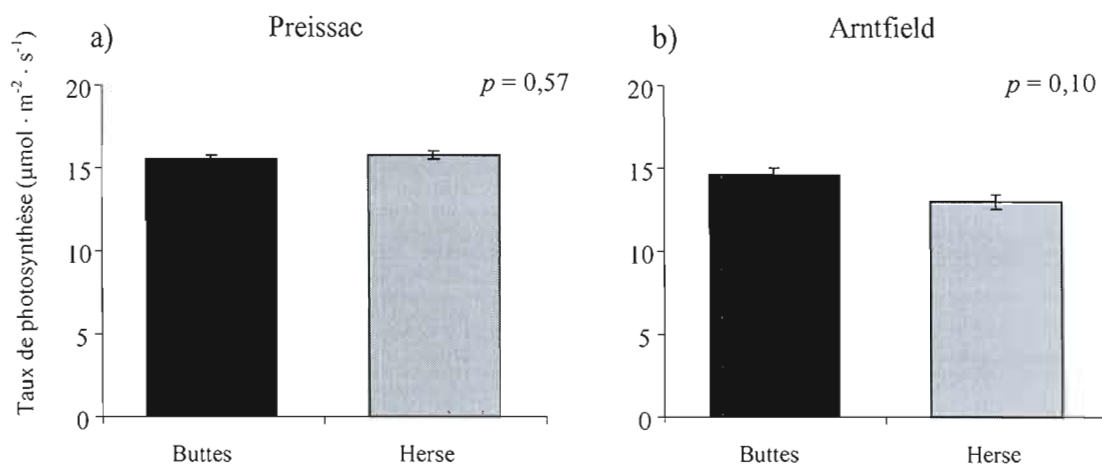 Taux de photosynthèse (µmol · m⁻² · s⁻¹)
a)
Preissac
p = 0,57
20
15
10
5
0
Buttes
Herse
b)
Arntfield
p = 0,10
20
15
10
5
0
Buttes
Herse